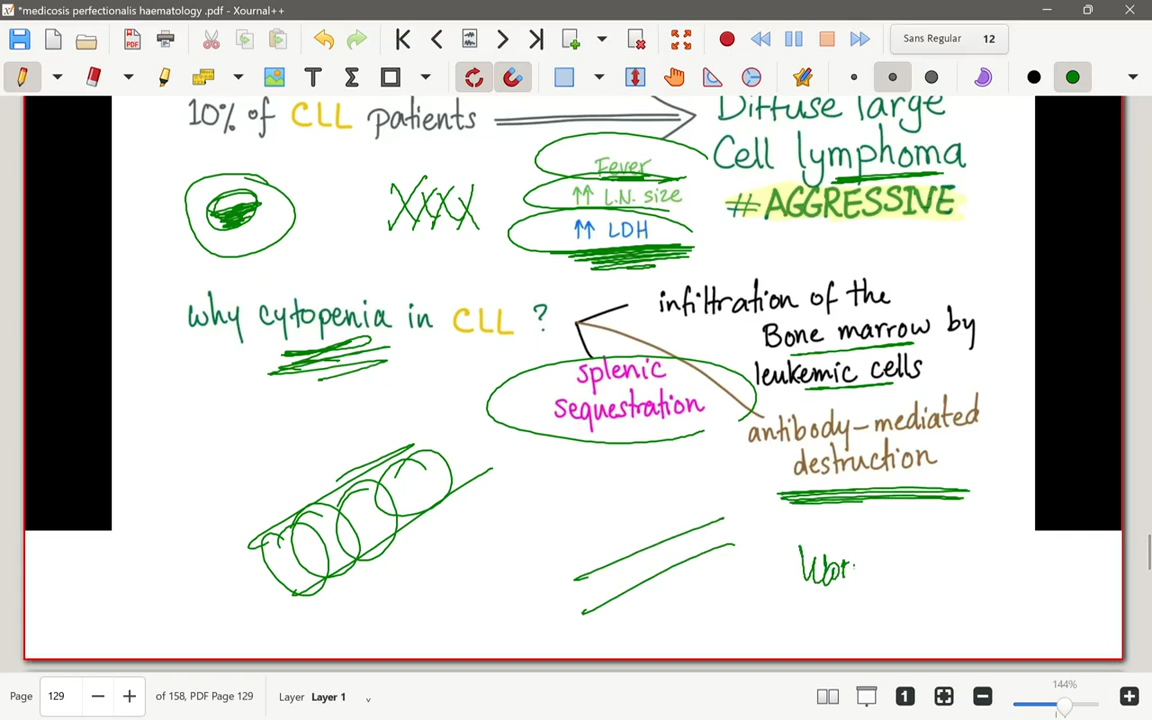 *medicosis perfectionalis haematology .pdf - Xournal++
Sans Regular 12
10% of CLL patients
Diffuse large
Cell lymphoma
#AGGRESSIVE
Fever
↑↑ L.N. size
↑↑ LDH
why cytopenia in CLL ?
infiltration of the
Bone marrow by
leukemic cells
splenic
sequestration
antibody-mediated
destruction
Page 129 of 158, PDF Page 129 Layer Layer 1
144%